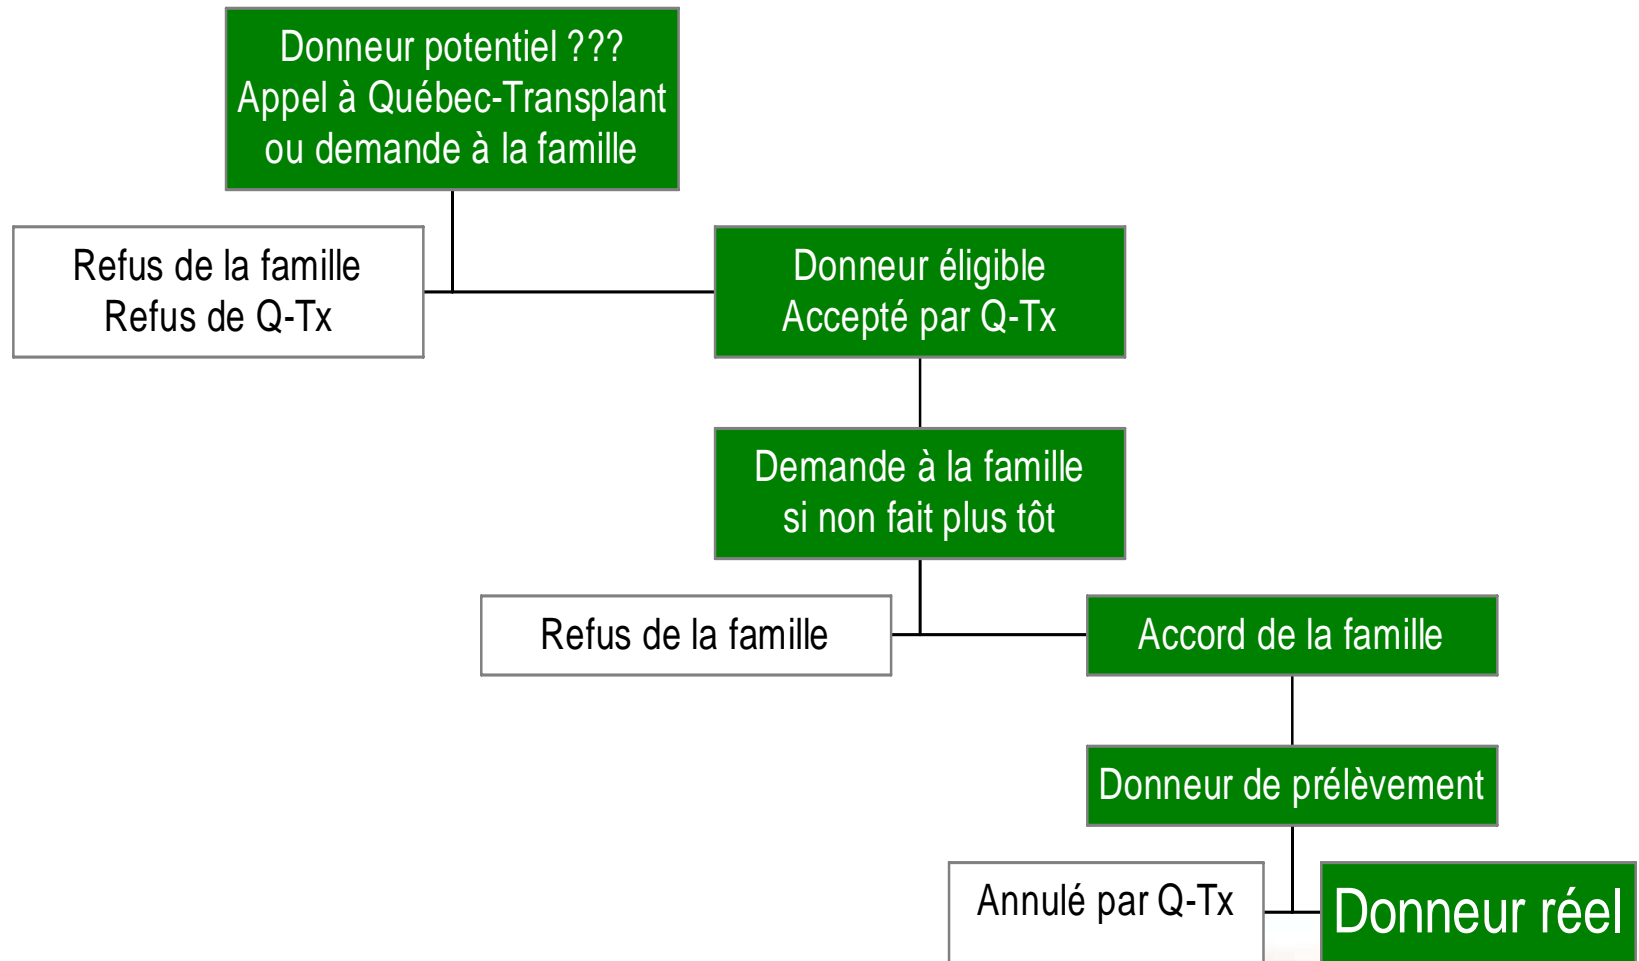 Donneur potentiel ???
Appel à Québec-Transplant
ou demande à la famille
Refus de la famille
Refus de Q-Tx
Donneur éligible
Accepté par Q-Tx
Demande à la famille
si non fait plus tôt
Refus de la famille
Accord de la famille
Donneur de prélèvement
Annulé par Q-Tx
Donneur réel